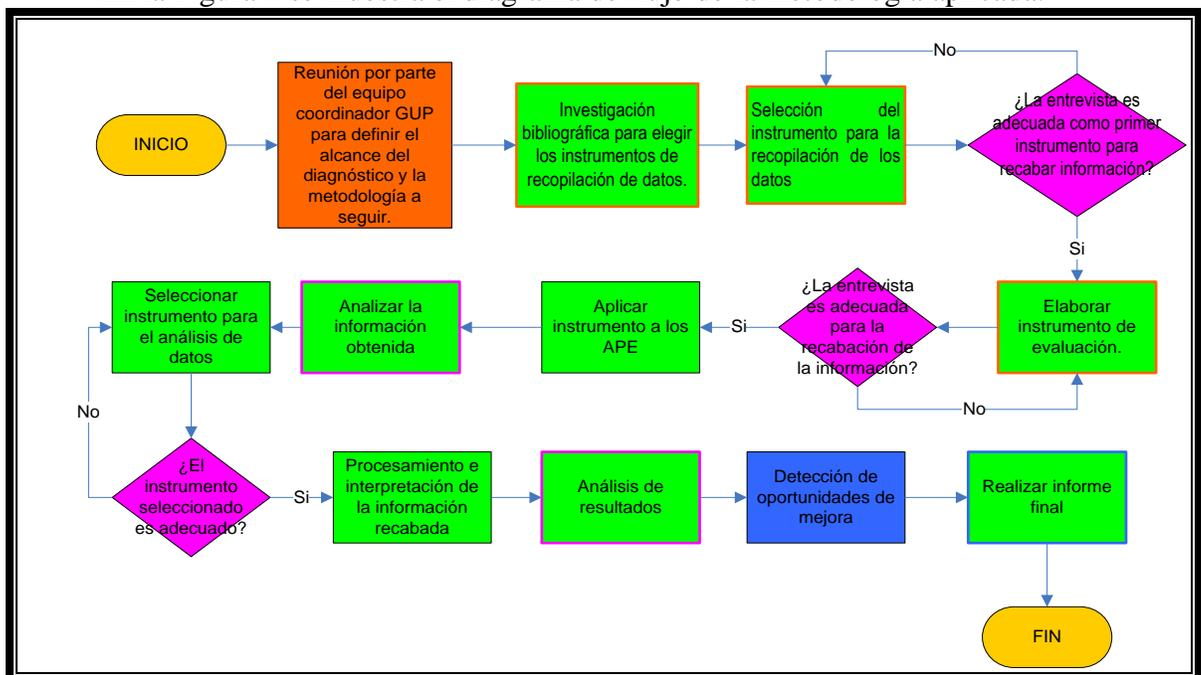 INICIO
Reunión por parte
del equipo
coordinador GUP
para definir el
alcance del
diagnóstico y la
metodología a
seguir.
Investigación
bibliográfica para elegir
los instrumentos de
recopilación de datos.
Selección del
instrumento para la
recopilación de los
datos
No
¿La entrevista es
adecuada como primer
instrumento para
recabar información?
Si
Elaborar
instrumento de
evaluación.
¿La entrevista
es adecuada
para la
recabación de
la información?
No
Si
Aplicar
instrumento a los
APE
Analizar la
información
obtenida
Seleccionar
instrumento para
el análisis de
datos
No
¿El
instrumento
seleccionado
es adecuado?
Si
Procesamiento e
interpretación de
la información
recabada
Análisis de
resultados
Detección de
oportunidades de
mejora
Realizar informe
final
FIN